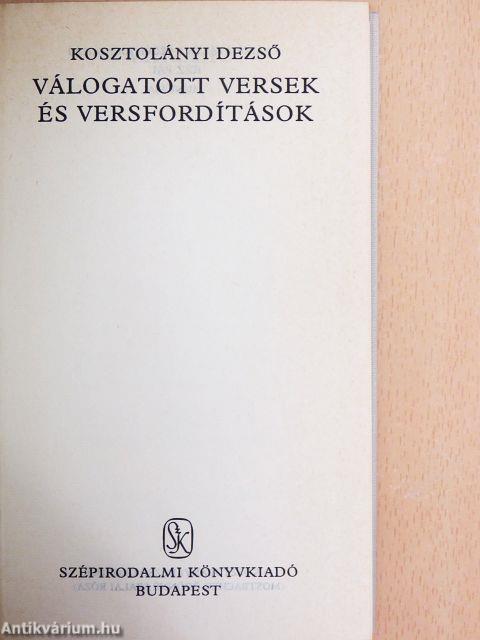 KOSZTOLÁNYI DEZSŐ
VÁLOGATOTT VERSEK
ÉS VERSFORDÍTÁSOK
SzK
SZÉPIRODALMI KÖNYVKIADÓ
BUDAPEST
Antikvárium.hu